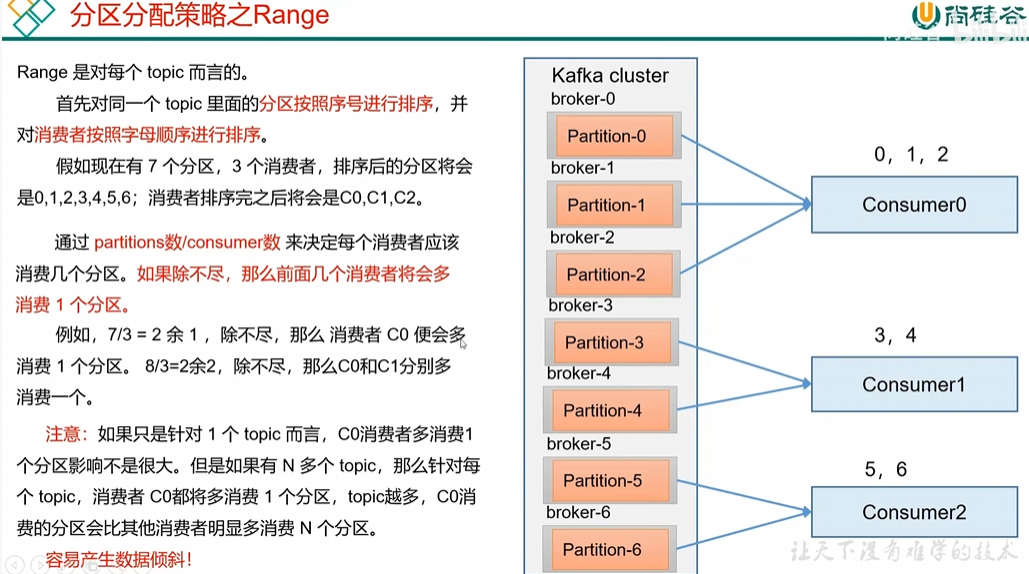 分区分配策略之Range
尚硅谷
Range 是对每个 topic 而言的。
首先对同一个 topic 里面的分区按照序号进行排序，并
对消费者按照字母顺序进行排序。
假如现在有 7 个分区，3 个消费者，排序后的分区将会
是0,1,2,3,4,5,6；消费者排序完之后将会是C0,C1,C2。
通过 partitions数/consumer数 来决定每个消费者应该
消费几个分区。如果除不尽，那么前面几个消费者将会多
消费 1 个分区。
例如，7/3 = 2 余 1 ，除不尽，那么 消费者 C0 便会多
消费 1 个分区。 8/3=2余2，除不尽，那么C0和C1分别多
消费一个。
注意：如果只是针对 1 个 topic 而言，C0消费者多消费1
个分区影响不是很大。但是如果有 N 多个 topic，那么针对每
个 topic，消费者 C0都将多消费 1 个分区，topic越多，C0消
费的分区会比其他消费者明显多消费 N 个分区。
容易产生数据倾斜！
Kafka cluster
broker-0
Partition-0
broker-1
Partition-1
broker-2
Partition-2
broker-3
Partition-3
broker-4
Partition-4
broker-5
Partition-5
broker-6
Partition-6
0，1，2
Consumer0
3，4
Consumer1
5，6
Consumer2
让天下没有难学的技术